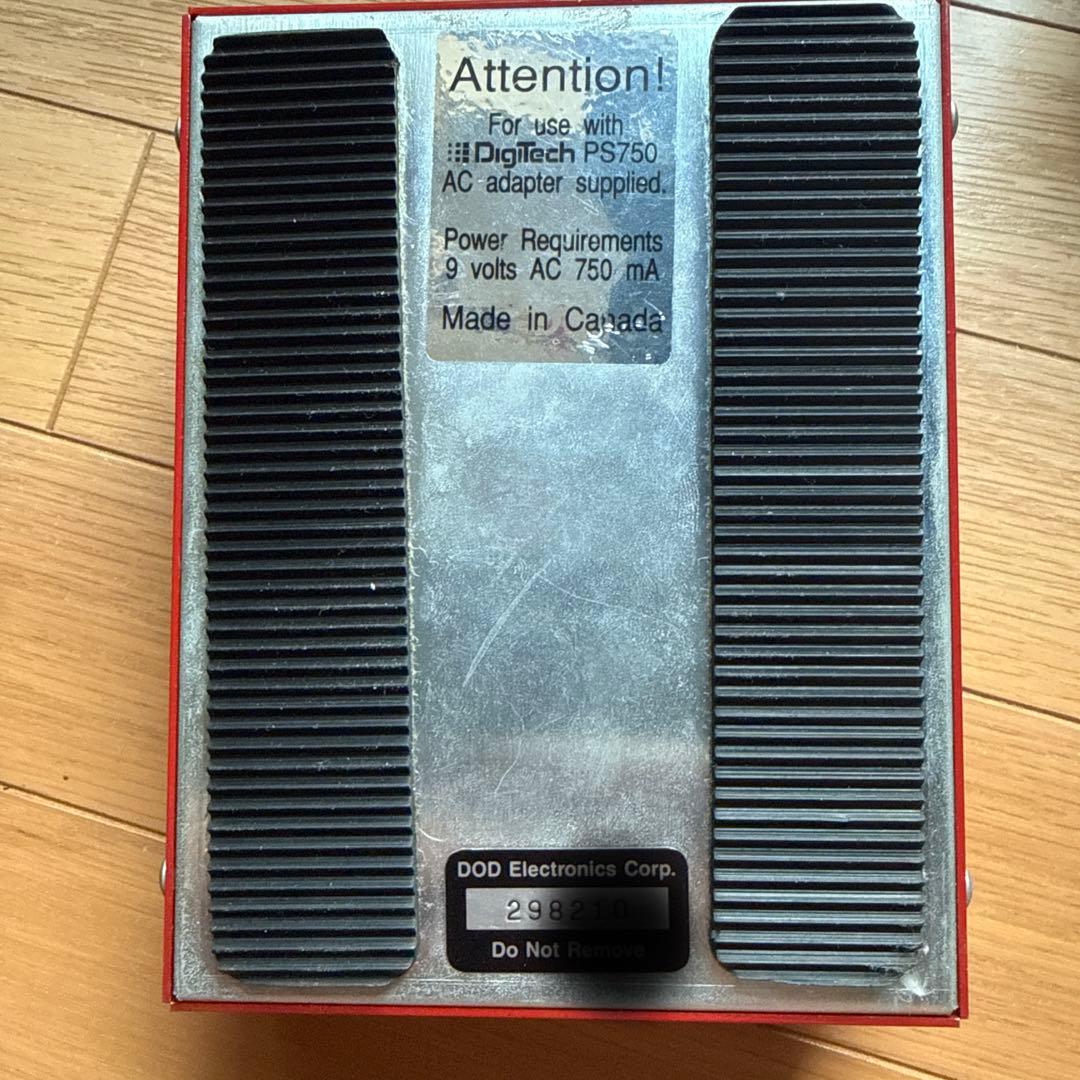 Attention!
For use with
DigiTech PS750
AC adapter supplied.
Power Requirements
9 volts AC 750 mA
Made in Canada
DOD Electronics Corp.
298210
Do Not Remove